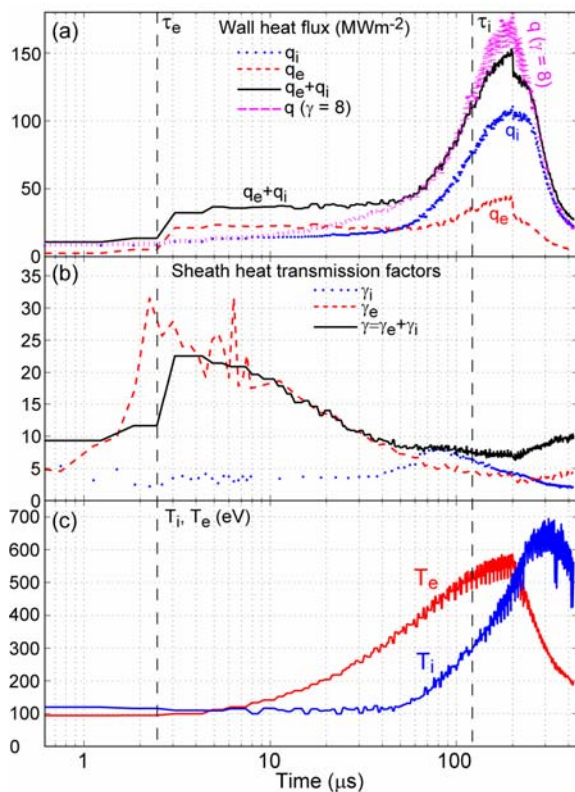 (a)
τe
Wall heat flux (MWm-2)
τi
qi
qe
qe+qi
q (γ = 8)
q (γ = 8)
150
100
50
0
qe+qi
qi
qe
(b)
Sheath heat transmission factors
γi
γe
γ=γe+γi
35
30
25
20
15
10
5
0
(c)
Ti, Te (eV)
700
600
500
400
300
200
100
0
Te
Ti
1 10 100
Time (μs)